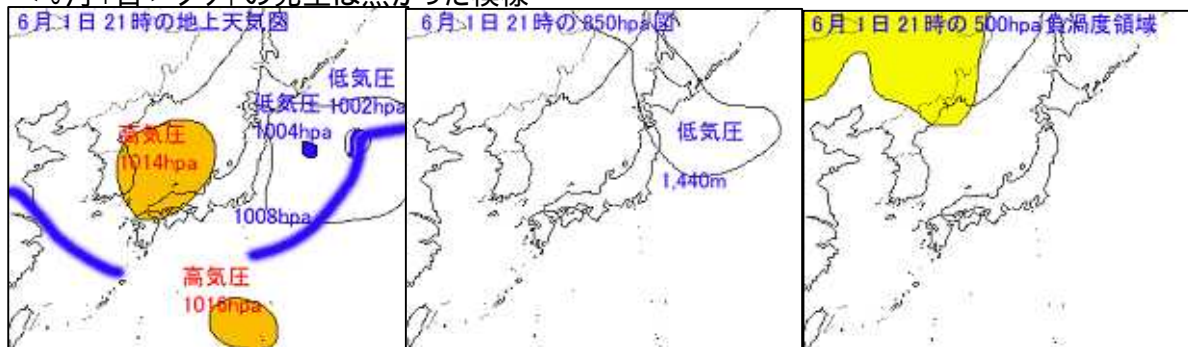 6月1日21時の地上天気図
低気圧
1002hpa
低気圧
1004hpa
高気圧
1014hpa
1008hpa
高気圧
1016hpa
6月1日21時の850hpa図
低気圧
1,440m
6月1日21時の500hpa負渦度領域